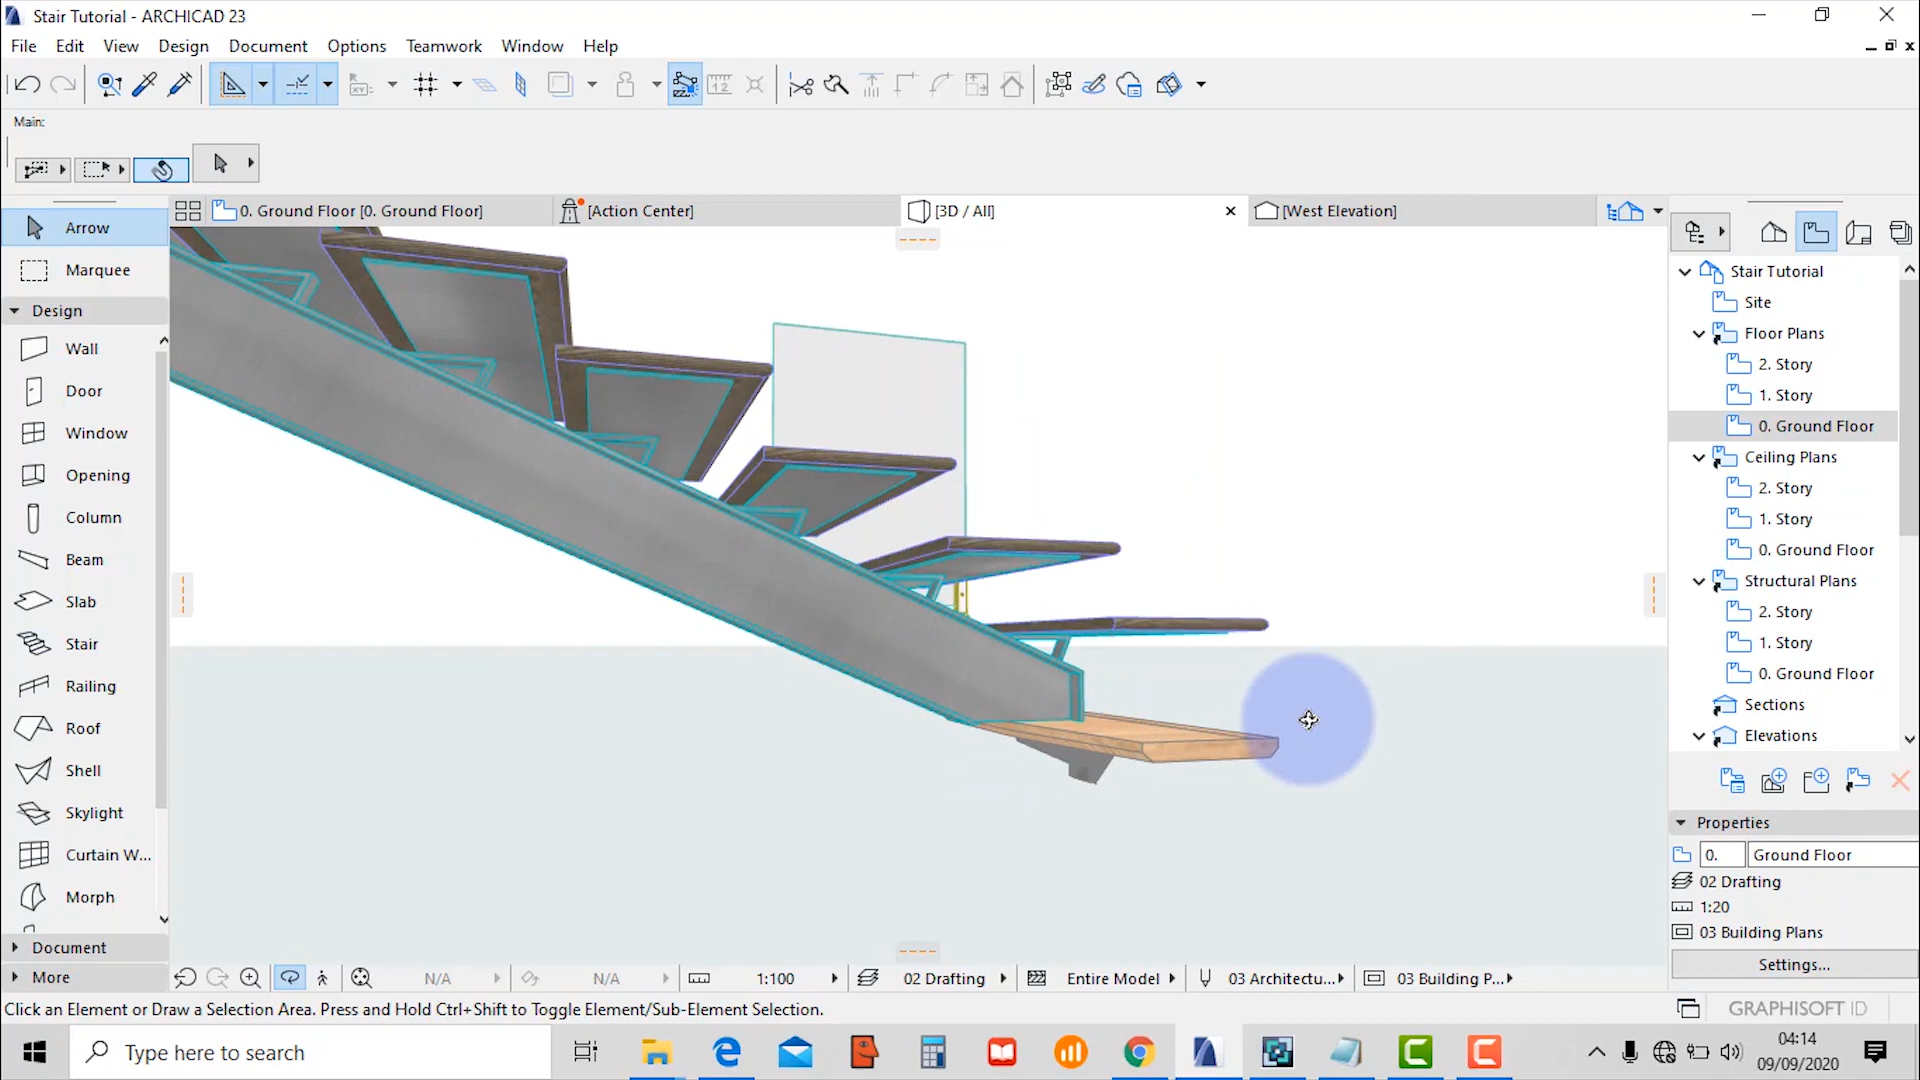 Stair Tutorial - ARCHICAD 23
File Edit View Design Document Options Teamwork Window Help
Main:
0. Ground Floor [0. Ground Floor]
[Action Center]
[3D / All]
[West Elevation]
Arrow
Marquee
Design
Wall
Door
Window
Opening
Column
Beam
Slab
Stair
Railing
Roof
Shell
Skylight
Curtain W...
Morph
Document
More
Stair Tutorial
Site
Floor Plans
2. Story
1. Story
0. Ground Floor
Ceiling Plans
2. Story
1. Story
0. Ground Floor
Structural Plans
2. Story
1. Story
0. Ground Floor
Sections
Elevations
Properties
0. Ground Floor
02 Drafting
1:20
03 Building Plans
Settings...
N/A N/A 1:100 02 Drafting Entire Model 03 Architectu... 03 Building P...
Click an Element or Draw a Selection Area. Press and Hold Ctrl+Shift to Toggle Element/Sub-Element Selection.
GRAPHISOFT ID
Type here to search
04:14
09/09/2020